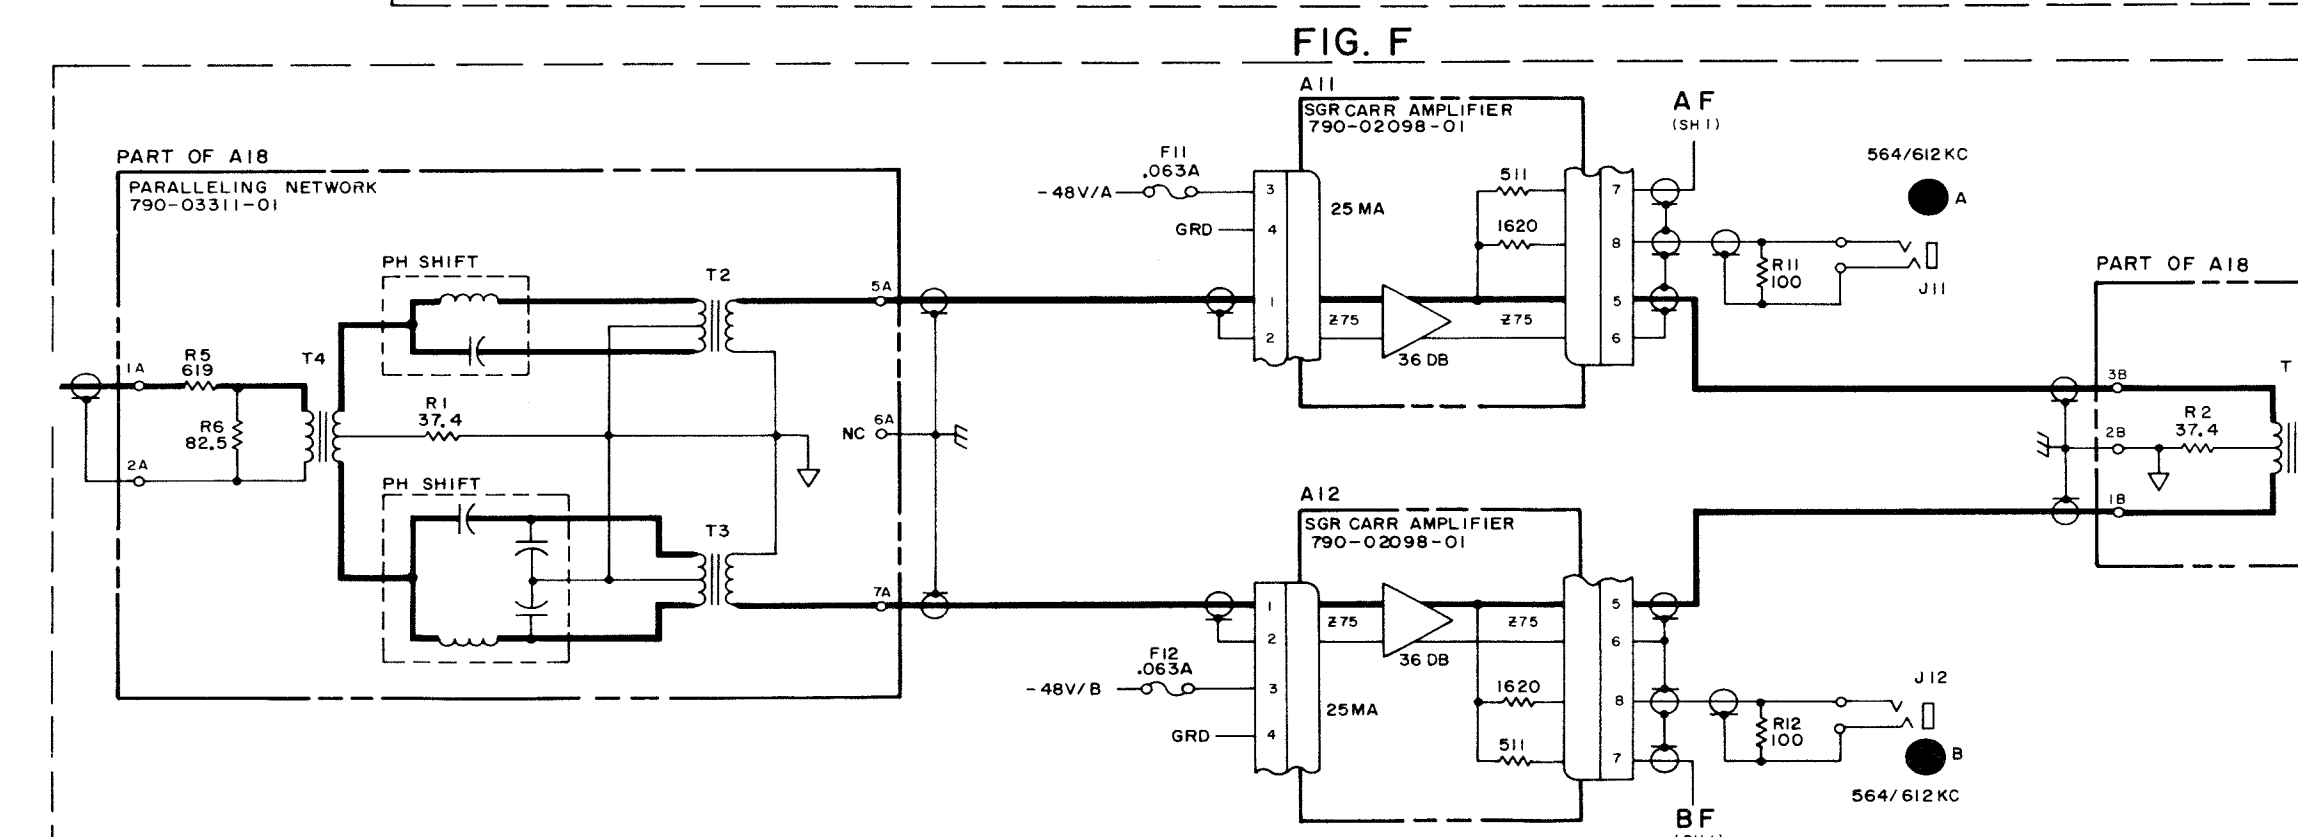 FIG. F
PART OF A18
PARALLELING NETWORK
790-03311-01
PH SHIFT
T2
5A
1A
R5
619
T4
R6
82.5
R1
37.4
2A
NC
6A
PH SHIFT
T3
7A
A11
SGR CARR AMPLIFIER
790-02098-01
F11
.063A
-48V/A
GRD
3
4
1
2
25 MA
Z75
36 DB
Z75
511
1620
7
8
5
6
AF
(SH 1)
564/612 KC
A
R11
100
J11
A12
SGR CARR AMPLIFIER
790-02098-01
F12
.063A
-48V/B
GRD
1
2
3
4
Z75
36 DB
Z75
25 MA
1620
511
5
6
8
7
R12
100
J12
B
564/612 KC
BF
PART OF A18
3B
2B
1B
R2
37.4
T